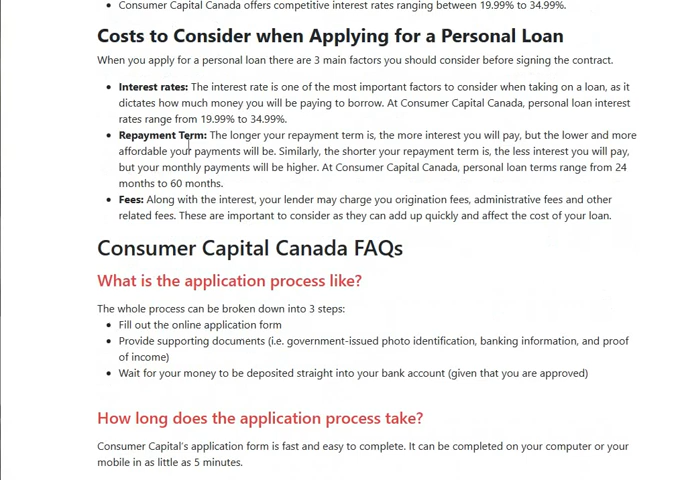 Consumer Capital Canada offers competitive interest rates ranging between 19.99% to 34.99%.
Costs to Consider when Applying for a Personal Loan
When you apply for a personal loan there are 3 main factors you should consider before signing the contract.
Interest rates: The interest rate is one of the most important factors to consider when taking on a loan, as it
dictates how much money you will be paying to borrow. At Consumer Capital Canada, personal loan interest
rates range from 19.99% to 34.99%.
Repayment Term: The longer your repayment term is, the more interest you will pay, but the lower and more
affordable your payments will be. Similarly, the shorter your repayment term is, the less interest you will pay,
but your monthly payments will be higher. At Consumer Capital Canada, personal loan terms range from 24
months to 60 months.
Fees: Along with the interest, your lender may charge you origination fees, administrative fees and other
related fees. These are important to consider as they can add up quickly and affect the cost of your loan.
Consumer Capital Canada FAQs
What is the application process like?
The whole process can be broken down into 3 steps:
Fill out the online application form
Provide supporting documents (i.e. government-issued photo identification, banking information, and proof
of income)
Wait for your money to be deposited straight into your bank account (given that you are approved)
How long does the application process take?
Consumer Capital's application form is fast and easy to complete. It can be completed on your computer or your
mobile in as little as 5 minutes.